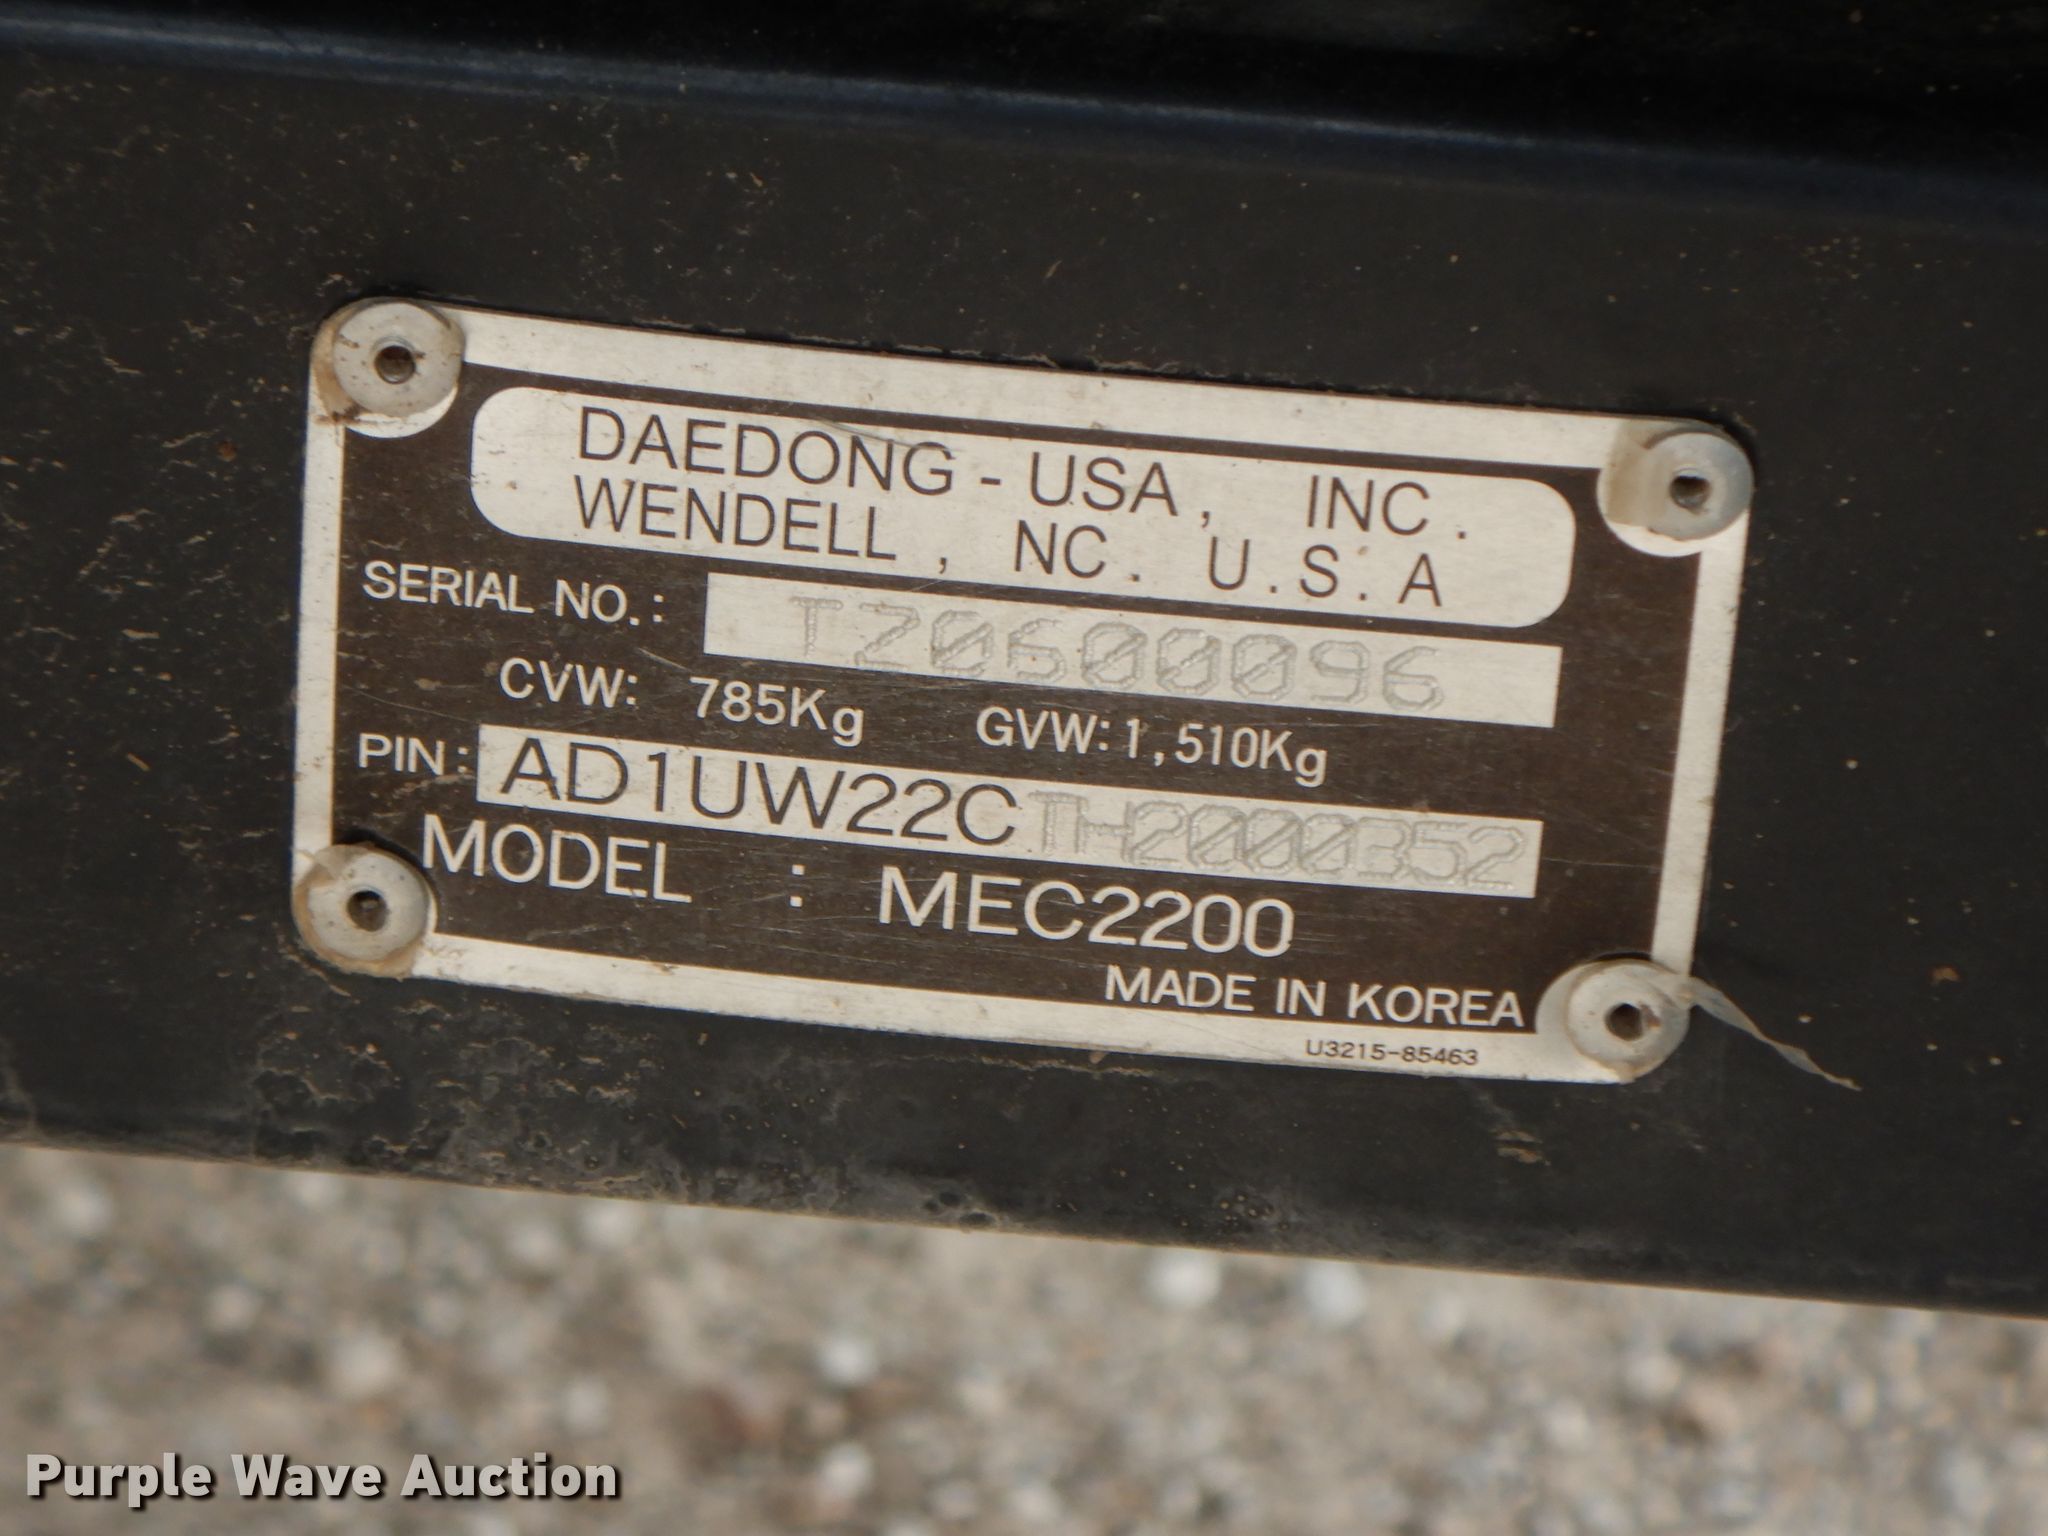 DAEDONG - USA, INC.
WENDELL, NC. U.S.A
SERIAL NO.: TZ0600096
CVW: 785Kg GVW: 1,510Kg
PIN: AD1UW22CTH2000352
MODEL : MEC2200
MADE IN KOREA
U3215-85463
Purple Wave Auction